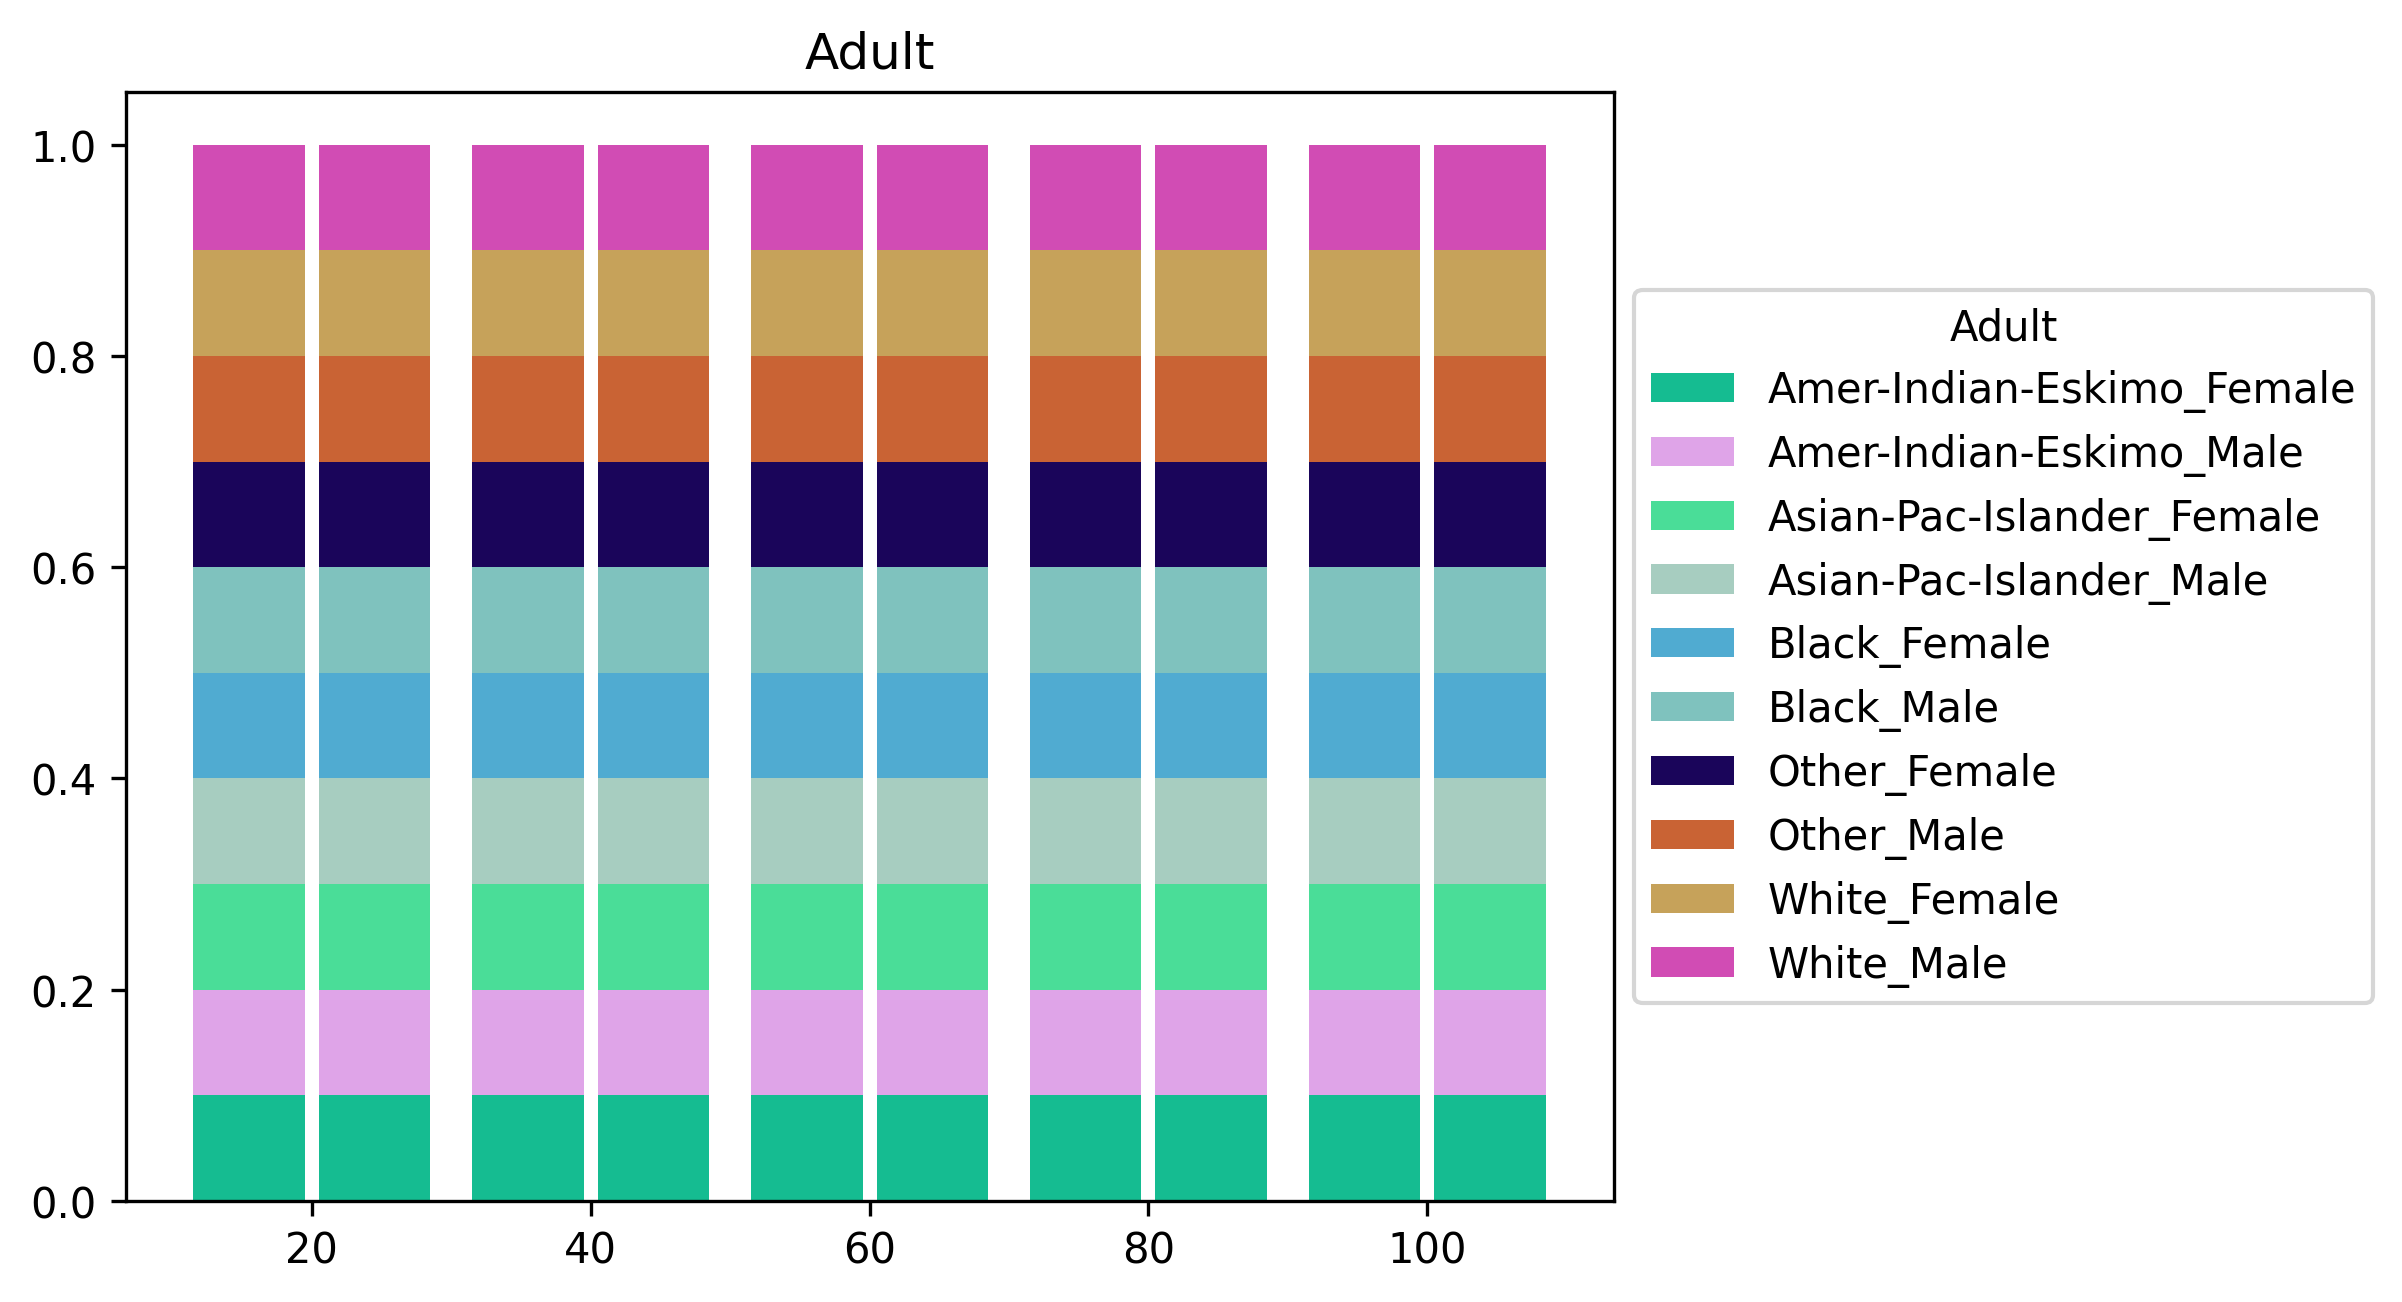 Adult
1.0
0.8
0.6
0.4
0.2
0.0
20 40 60 80 100
Adult
Amer-Indian-Eskimo_Female
Amer-Indian-Eskimo_Male
Asian-Pac-Islander_Female
Asian-Pac-Islander_Male
Black_Female
Black_Male
Other_Female
Other_Male
White_Female
White_Male